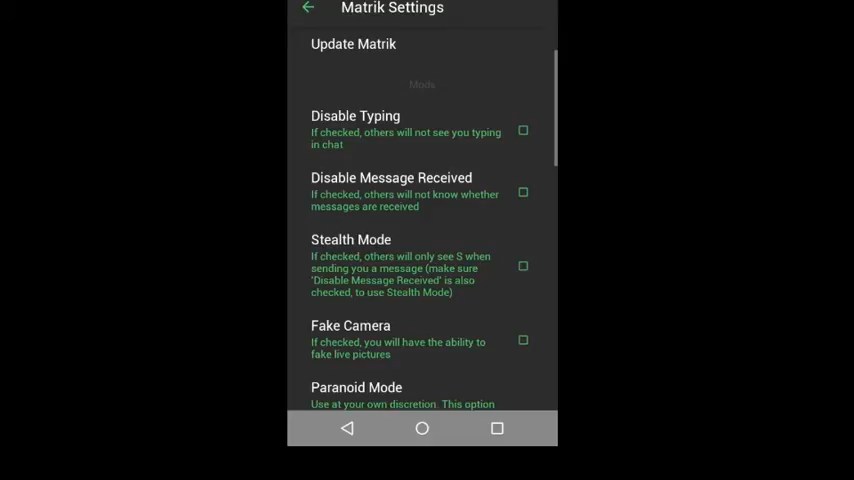 Matrik Settings
Update Matrik
Mods
Disable Typing
If checked, others will not see you typing
in chat
Disable Message Received
If checked, others will not know whether
messages are received
Stealth Mode
If checked, others will only see S when
sending you a message (make sure
'Disable Message Received' is also
checked, to use Stealth Mode)
Fake Camera
If checked, you will have the ability to
fake live pictures
Paranoid Mode
Use at your own discretion. This option